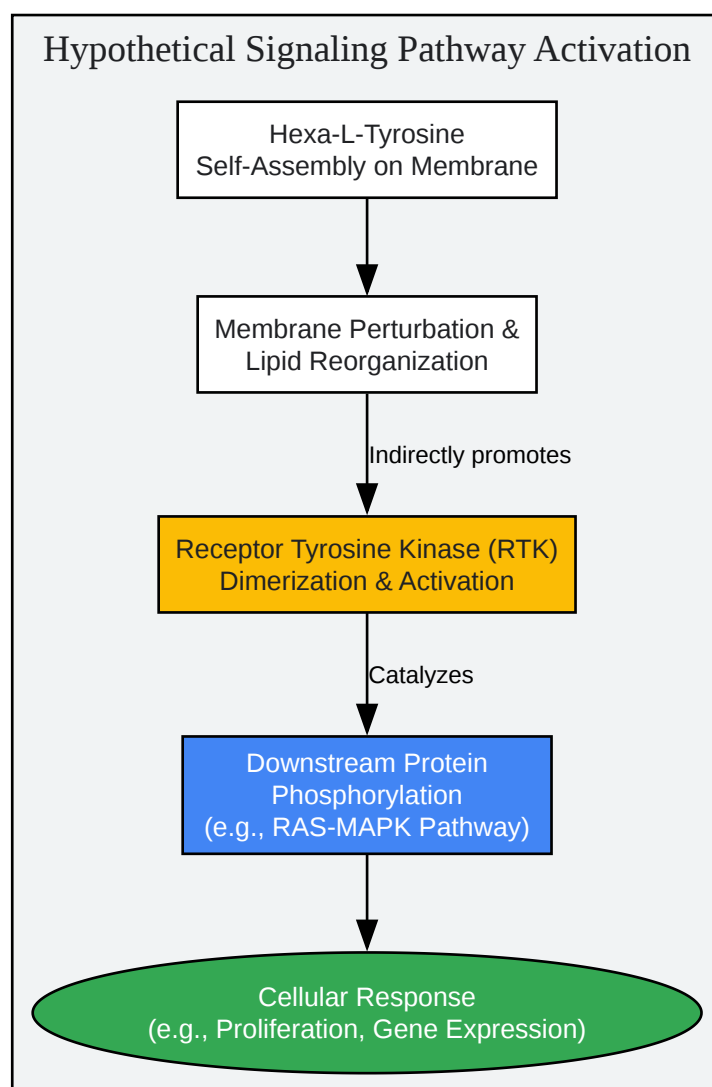 Hypothetical Signaling Pathway Activation
Hexa-L-Tyrosine
Self-Assembly on Membrane
Membrane Perturbation &
Lipid Reorganization
Indirectly promotes
Receptor Tyrosine Kinase (RTK)
Dimerization & Activation
Catalyzes
Downstream Protein
Phosphorylation
(e.g., RAS-MAPK Pathway)
Cellular Response
(e.g., Proliferation, Gene Expression)